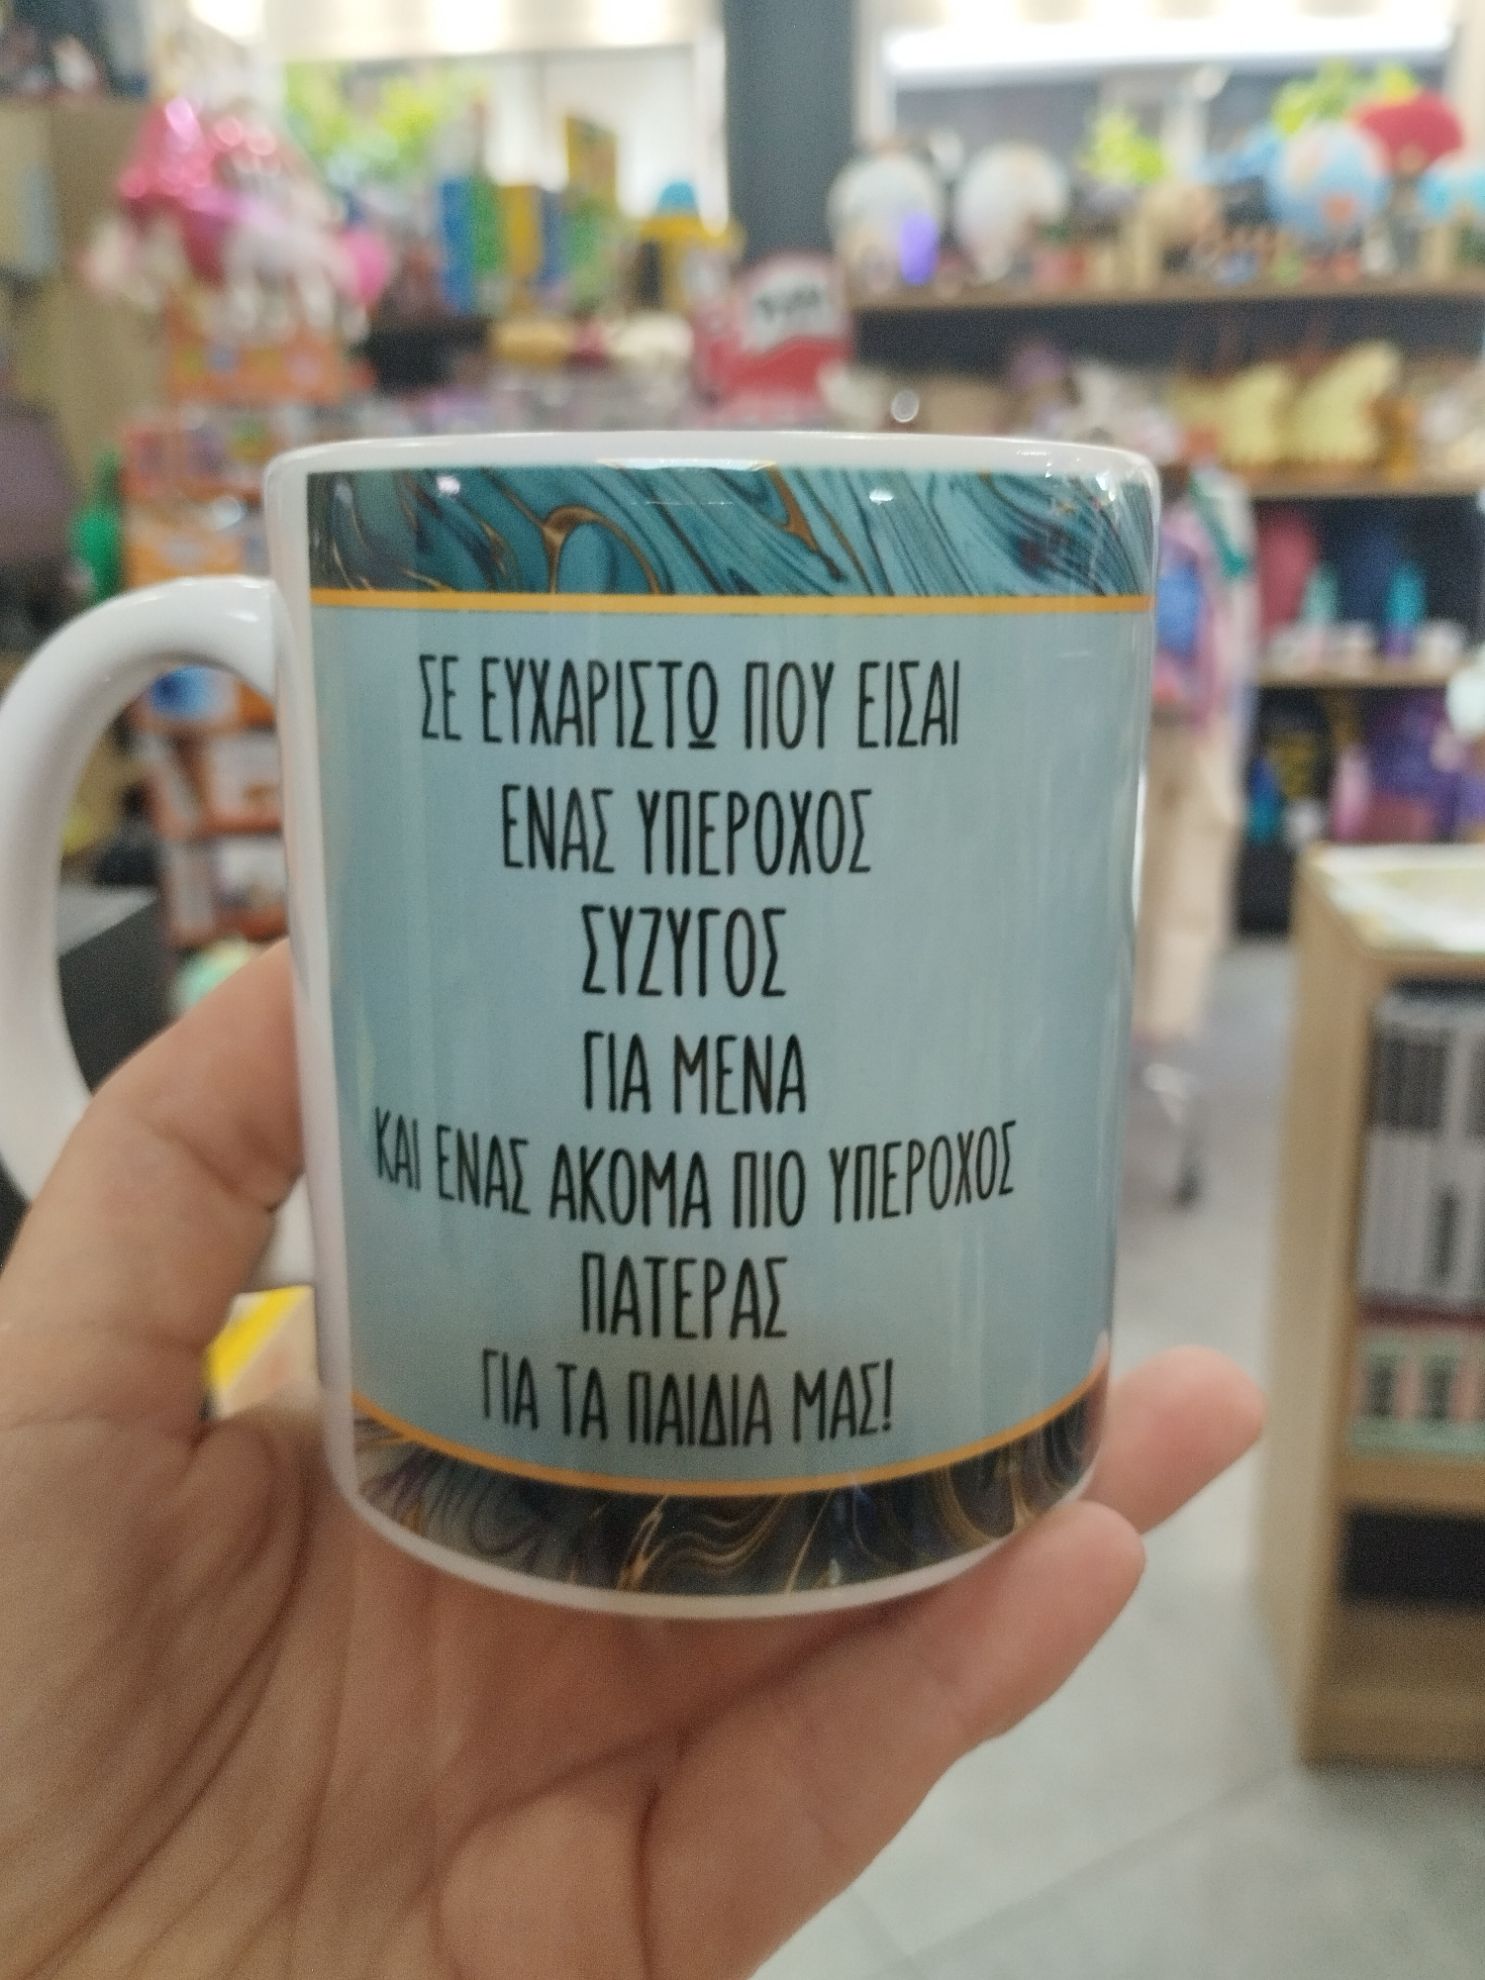 ΣΕ ΕΥΧΑΡΙΣΤΩ ΠΟΥ ΕΙΣΑΙ
ΕΝΑΣ ΥΠΕΡΟΧΟΣ
ΣΥΖΥΓΟΣ
ΓΙΑ ΜΕΝΑ
ΚΑΙ ΕΝΑΣ ΑΚΟΜΑ ΠΙΟ ΥΠΕΡΟΧΟΣ
ΠΑΤΕΡΑΣ
ΓΙΑ ΤΑ ΠΑΙΔΙΑ ΜΑΣ!